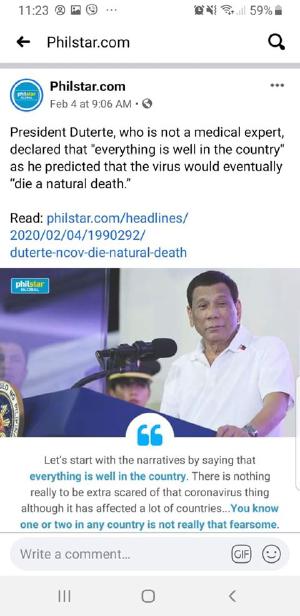 11:23
59%
Philstar.com
philstar
GLOBAL
Philstar.com
Feb 4 at 9:06 AM ·
President Duterte, who is not a medical expert,
declared that "everything is well in the country"
as he predicted that the virus would eventually
"die a natural death."
Read: philstar.com/headlines/
2020/02/04/1990292/
duterte-ncov-die-natural-death
philstar
GLOBAL
Let's start with the narratives by saying that
everything is well in the country. There is nothing
really to be extra scared of that coronavirus thing
although it has affected a lot of countries...You know
one or two in any country is not really that fearsome.
Write a comment...
GIF